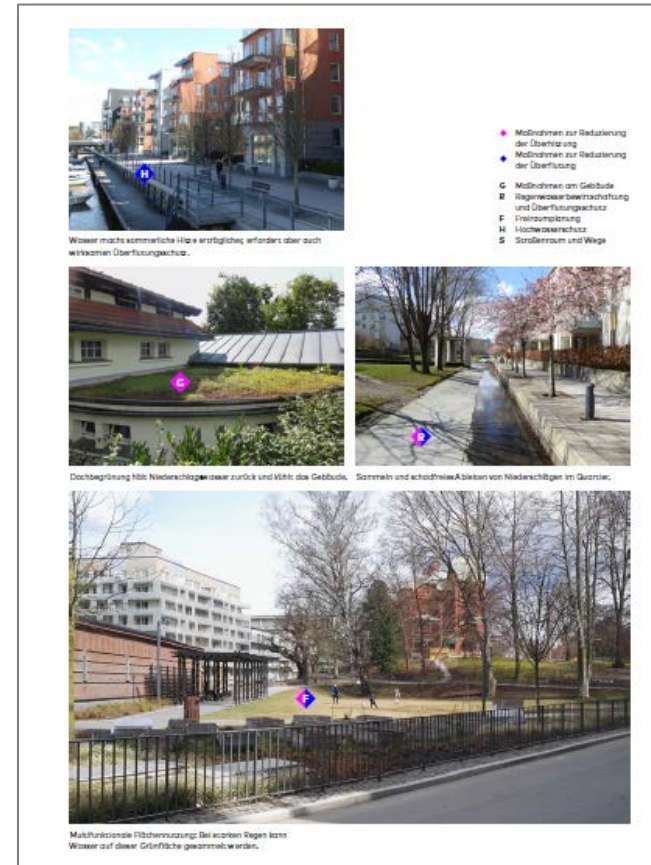 H
Wasser macht sommerliche Hitze erträglicher, erfordert aber auch
wirksamen Überflutungsschutz.
Maßnahmen zur Reduzierung
der Überhitzung
Maßnahmen zur Reduzierung
der Überflutung
G Maßnahmen am Gebäude
R Regenwasserbewirtschaftung
und Überflutungsschutz
F Freiraumplanung
H Hochwasserschutz
S Straßenraum und Wege
G
Dachbegrünung hält Niederschlagswasser zurück und kühlt das Gebäude.
R
Sammeln und schadfreies Ableiten von Niederschlägen im Quartier.
F
Multifunktionale Flächennutzung: Bei starken Regen kann
Wasser auf dieser Grünfläche gesammelt werden.